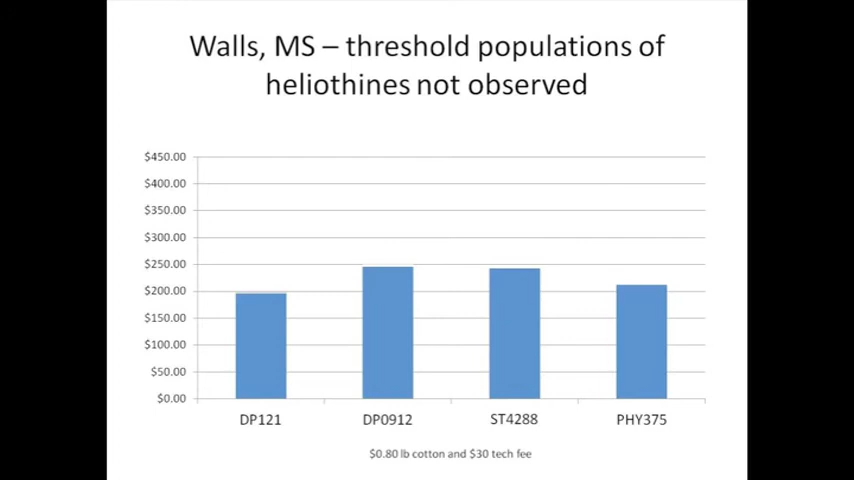 Walls, MS – threshold populations of
heliothines not observed
$450.00
$400.00
$350.00
$300.00
$250.00
$200.00
$150.00
$100.00
$50.00
$0.00
DP121 DP0912 ST4288 PHY375
$0.80 lb cotton and $30 tech fee